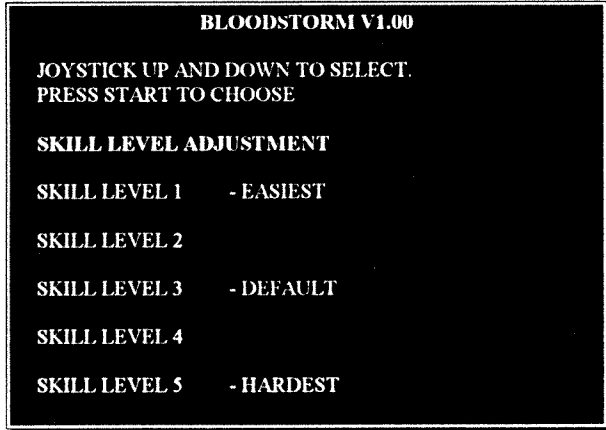 BLOODSTORM V1.00
JOYSTICK UP AND DOWN TO SELECT.
PRESS START TO CHOOSE
SKILL LEVEL ADJUSTMENT
SKILL LEVEL 1 - EASIEST
SKILL LEVEL 2
SKILL LEVEL 3 - DEFAULT
SKILL LEVEL 4
SKILL LEVEL 5 - HARDEST